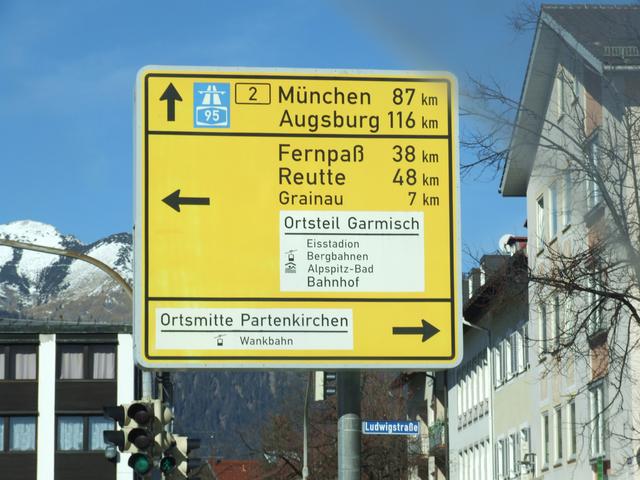 95 2 München 87 km
Augsburg 116 km
Fernpaß 38 km
Reutte 48 km
Grainau 7 km
Ortsteil Garmisch
Eisstadion
Bergbahnen
Alpspitz-Bad
Bahnhof
Ortsmitte Partenkirchen
Wankbahn
Ludwigstraße